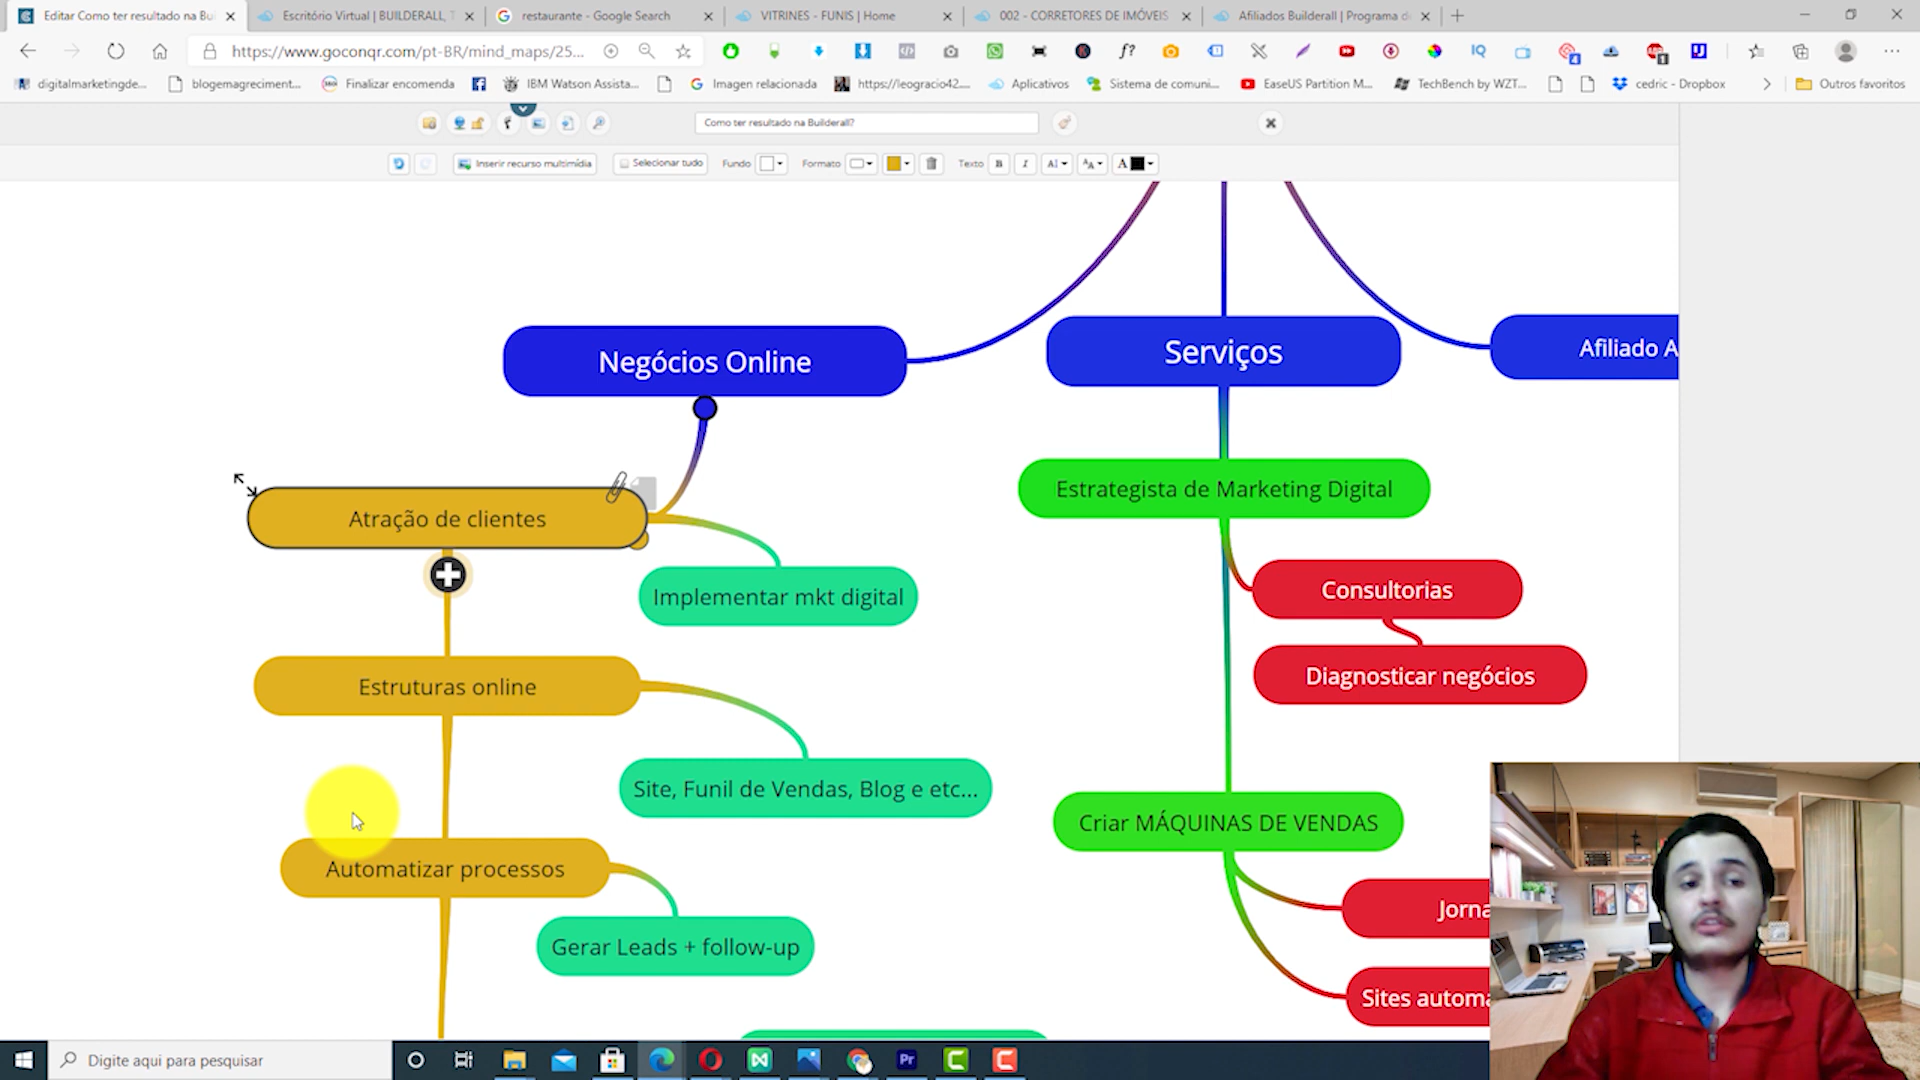 Editar Como ter resultado na Bui
Escritório Virtual | BUILDERALL, T
restaurante - Google Search
VITRINES - FUNIS | Home
002 - CORRETORES DE IMÓVEIS
Afiliados Builderall | Programa de
https://www.goconqr.com/pt-BR/mind_maps/25...
f?
IQ
digitalmarketingde...
blogemagreciment...
Finalizar encomenda
IBM Watson Assista...
Imagen relacionada
https://leogracio42....
Aplicativos
Sistema de comuni...
EaseUS Partition M...
TechBench by WZT...
cedric - Dropbox
Outros favoritos
Como ter resultado na Builderall?
Inserir recurso multimídia
Selecionar tudo
Fundo
Formato
Texto
B
I
A
Negócios Online
Serviços
Afiliado A
Atração de clientes
Estrategista de Marketing Digital
Implementar mkt digital
Consultorias
Estruturas online
Diagnosticar negócios
Site, Funil de Vendas, Blog e etc...
Criar MÁQUINAS DE VENDAS
Automatizar processos
Jorna
Gerar Leads + follow-up
Sites automa
Digite aqui para pesquisar
Pr